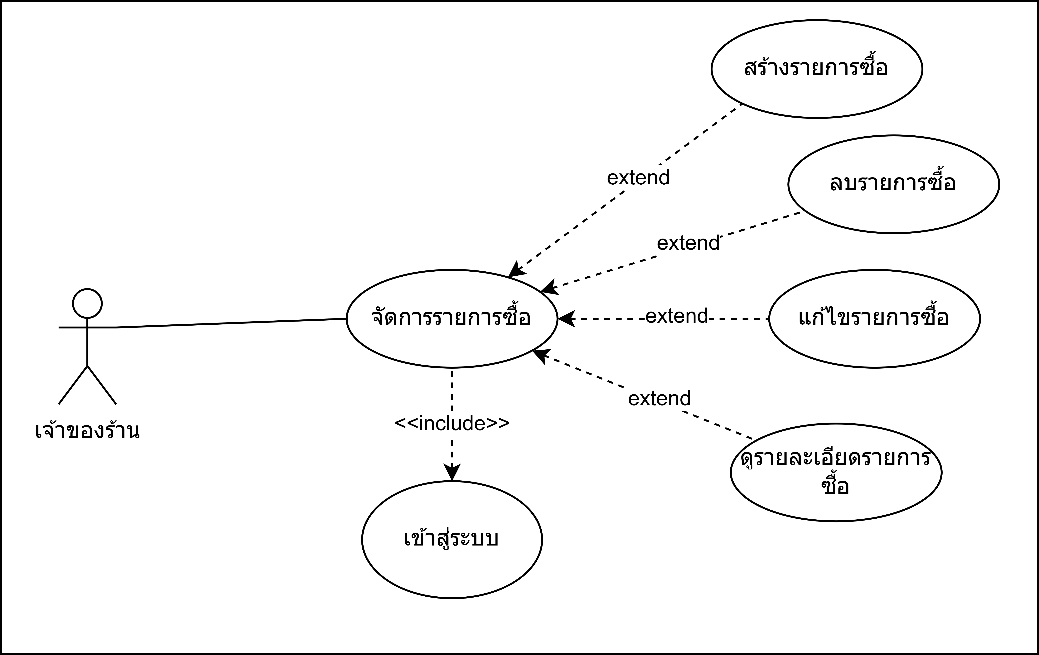 สร้างรายการซื้อ
extend
ลบรายการซื้อ
extend
จัดการรายการซื้อ
extend
แก้ไขรายการซื้อ
extend
ดูรายละเอียดรายการ
ซื้อ
<<include>>
เข้าสู่ระบบ
เจ้าของร้าน